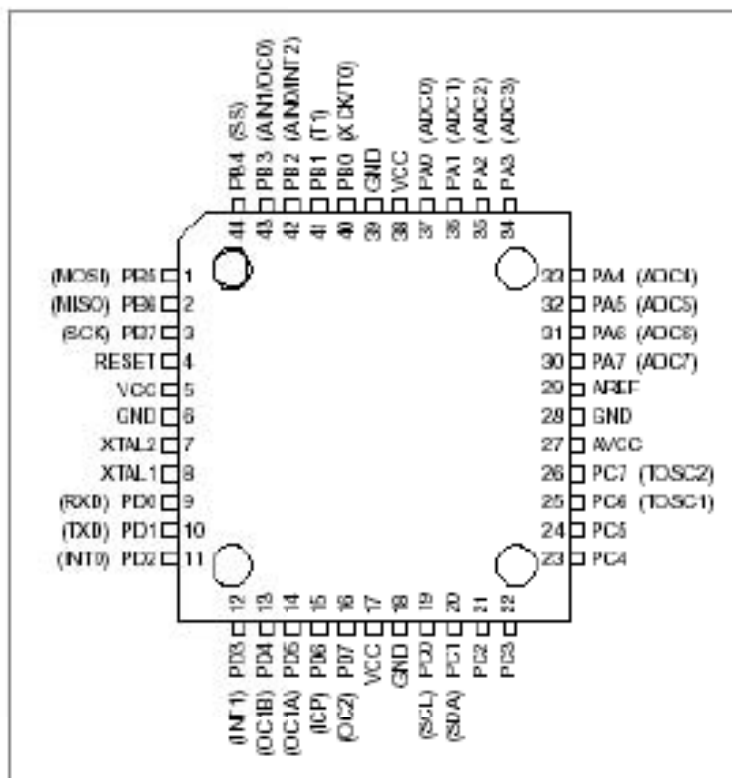 PB4 (SS)
PB3 (AIN1/OC0)
PB2 (AIN0/INT2)
PB1 (T1)
PB0 (XCK/T0)
GND
VCC
PA0 (ADC0)
PA1 (ADC1)
PA2 (ADC2)
PA3 (ADC3)
44 43 42 41 40 39 38 37 36 35 34
(MOSI) PB5 1
(MISO) PB6 2
(SCK) PB7 3
RESET 4
VCC 5
GND 6
XTAL2 7
XTAL1 8
(RXD) PD0 9
(TXD) PD1 10
(INT0) PD2 11
33 PA4 (ADC4)
32 PA5 (ADC5)
31 PA6 (ADC6)
30 PA7 (ADC7)
29 AREF
28 GND
27 AVCC
26 PC7 (TOSC2)
25 PC6 (TOSC1)
24 PC5
23 PC4
12 13 14 15 16 17 18 19 20 21 22
(INT1) PD3
(OC1B) PD4
(OC1A) PD5
(ICP) PD6
(OC2) PD7
VCC
GND
(SCL) PC0
(SDA) PC1
PC2
PC3